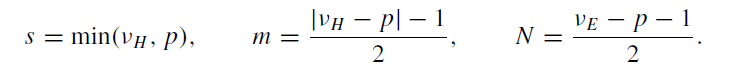 s = min(ν_H, p), m = (|ν_H − p| − 1)/2, N = (ν_E − p − 1)/2.